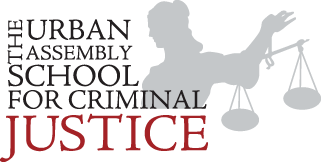 THE URBAN
ASSEMBLY
SCHOOL
FOR CRIMINAL
JUSTICE